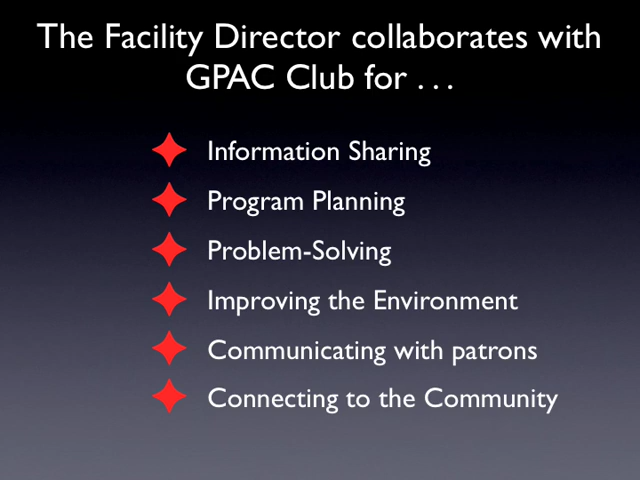 The Facility Director collaborates with
GPAC Club for . . .
Information Sharing
Program Planning
Problem-Solving
Improving the Environment
Communicating with patrons
Connecting to the Community